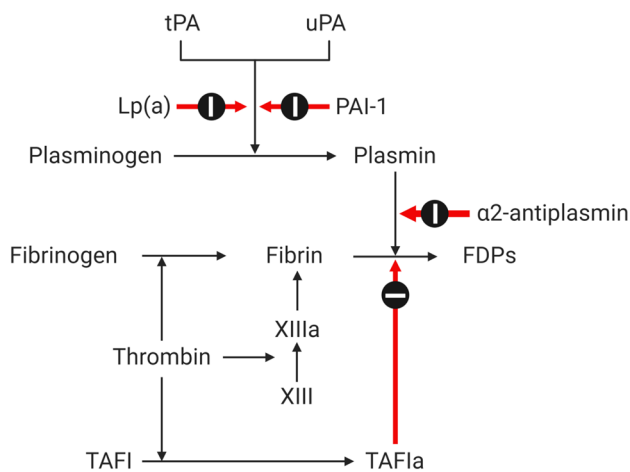 tPA uPA
Lp(a) PAI-1
Plasminogen Plasmin
α2-antiplasmin
Fibrinogen Fibrin FDPs
XIIIa
Thrombin
XIII
TAFI TAFIa